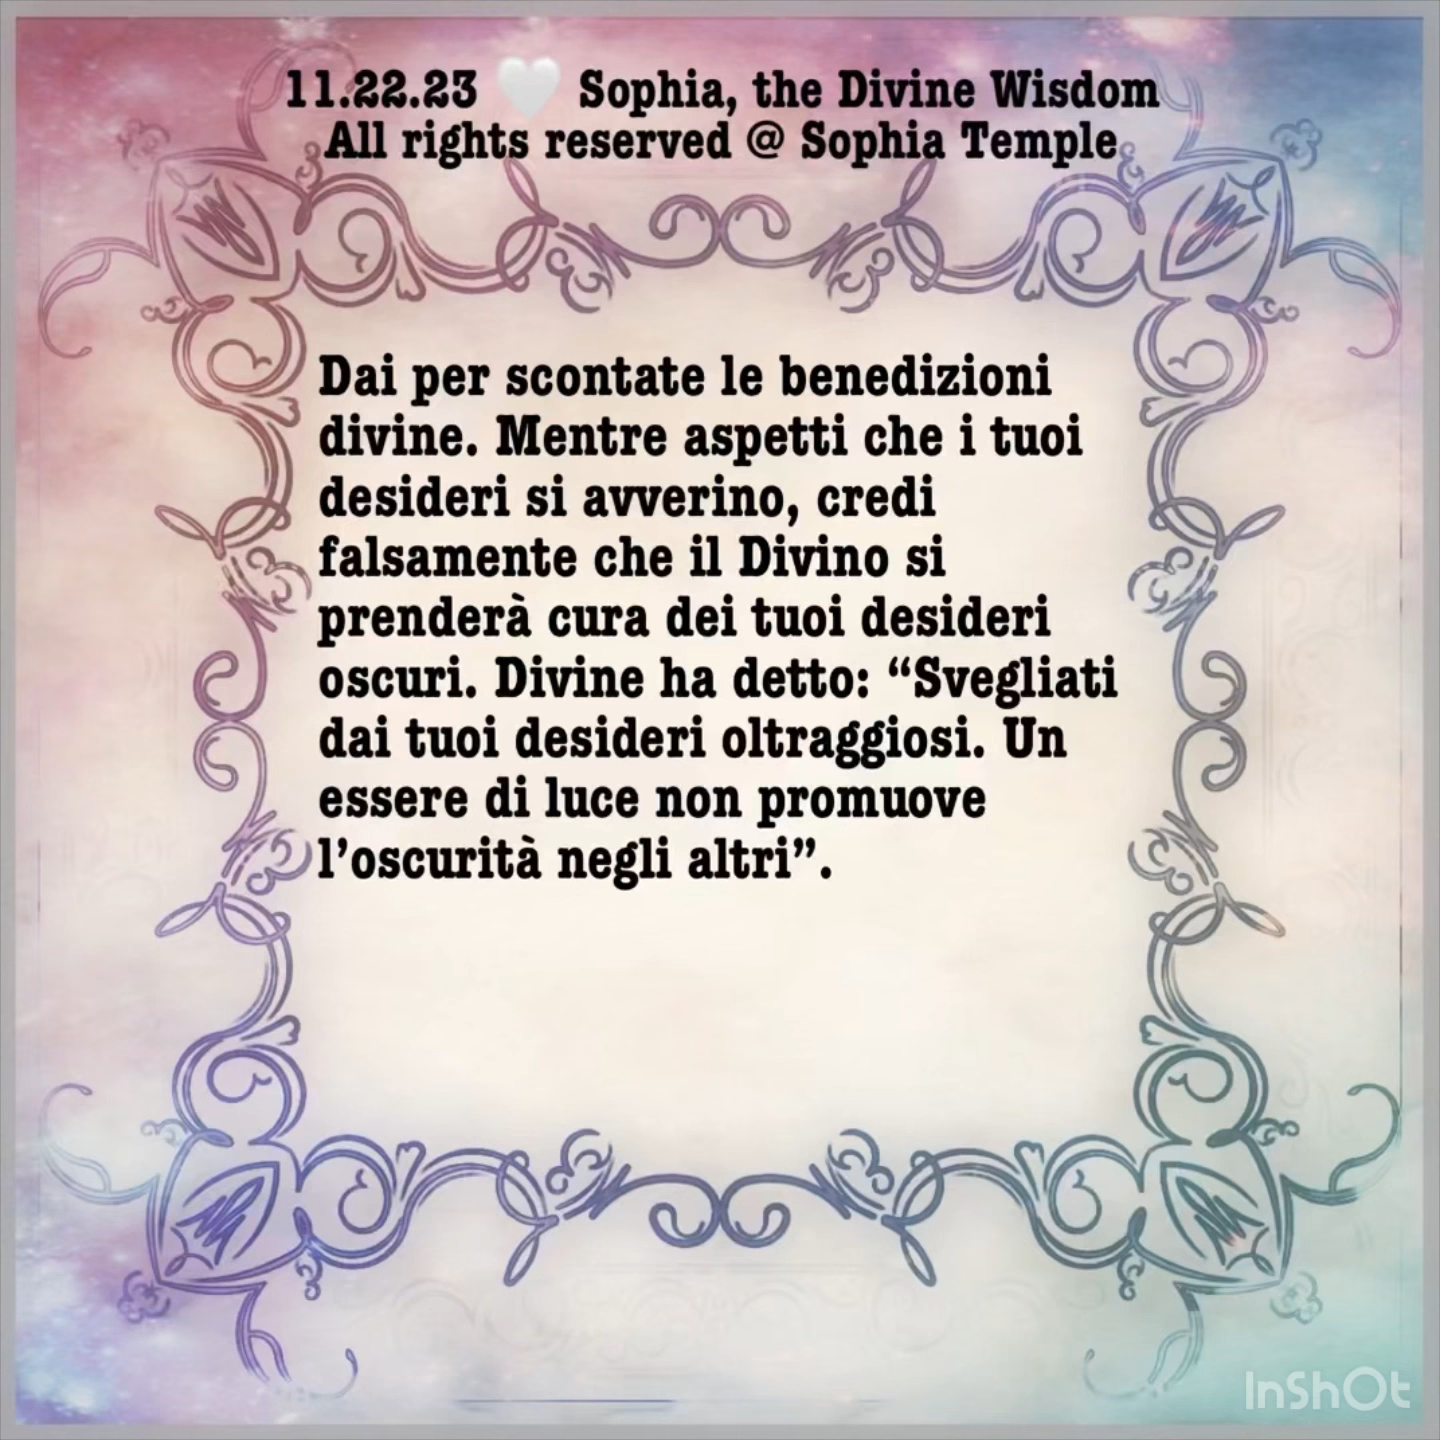 11.22.23 🤍 Sophia, the Divine Wisdom
All rights reserved @ Sophia Temple
Dai per scontate le benedizioni
divine. Mentre aspetti che i tuoi
desideri si avverino, credi
falsamente che il Divino si
prenderà cura dei tuoi desideri
oscuri. Divine ha detto: “Svegliati
dai tuoi desideri oltraggiosi. Un
essere di luce non promuove
l’oscurità negli altri”.
InShOt